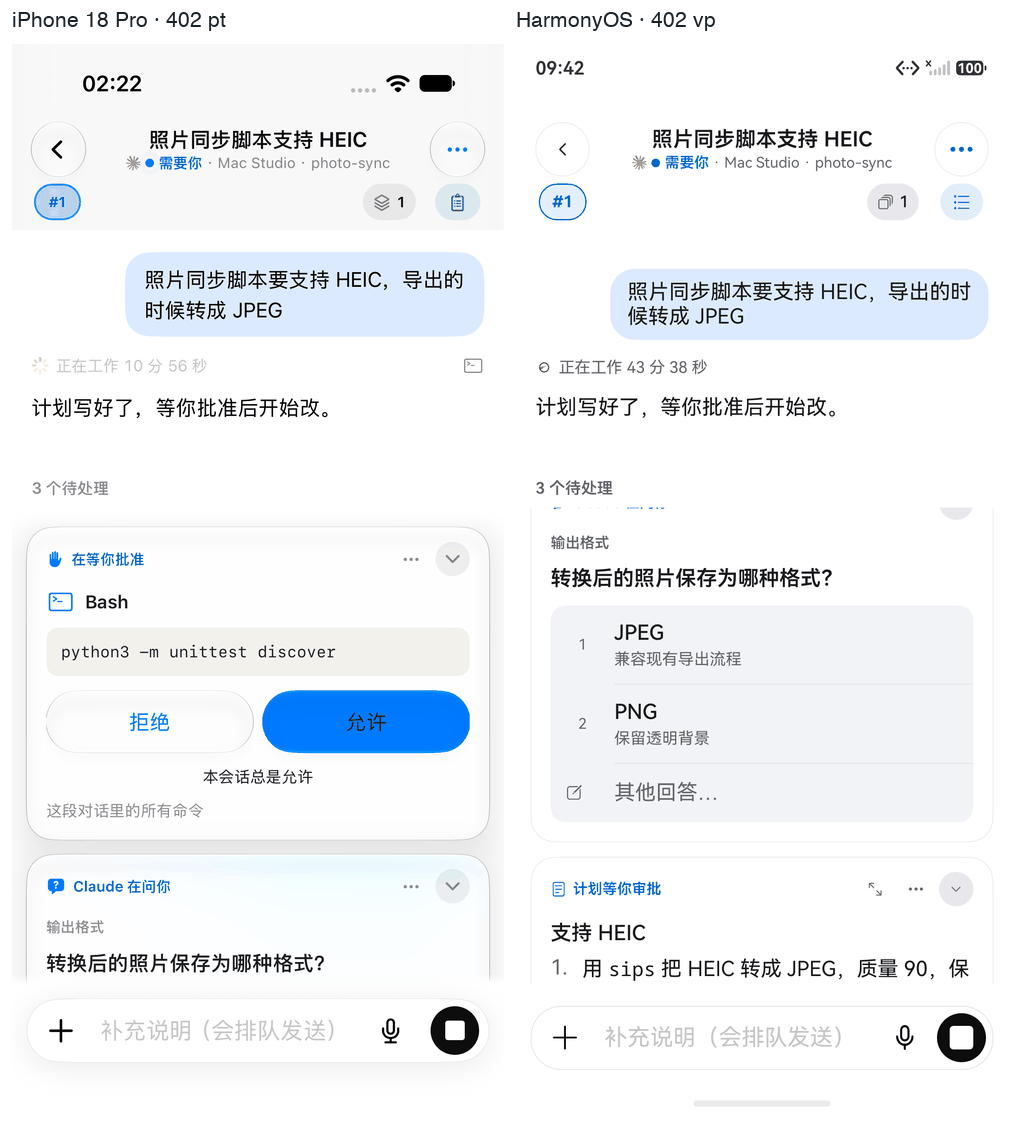 iPhone 18 Pro · 402 pt
02:22
照片同步脚本支持 HEIC
需要你 · Mac Studio · photo-sync
#1
1
照片同步脚本要支持 HEIC，导出的
时候转成 JPEG
正在工作 10 分 56 秒
计划写好了，等你批准后开始改。
3 个待处理
在等你批准
Bash
python3 -m unittest discover
拒绝
允许
本会话总是允许
这段对话里的所有命令
Claude 在问你
输出格式
转换后的照片保存为哪种格式？
补充说明（会排队发送）
HarmonyOS · 402 vp
09:42
100
照片同步脚本支持 HEIC
需要你 · Mac Studio · photo-sync
#1
1
照片同步脚本要支持 HEIC，导出的时
候转成 JPEG
正在工作 43 分 38 秒
计划写好了，等你批准后开始改。
3 个待处理
输出格式
转换后的照片保存为哪种格式？
1
JPEG
兼容现有导出流程
2
PNG
保留透明背景
其他回答...
计划等你审批
支持 HEIC
1. 用 sips 把 HEIC 转成 JPEG，质量 90，保
补充说明（会排队发送）